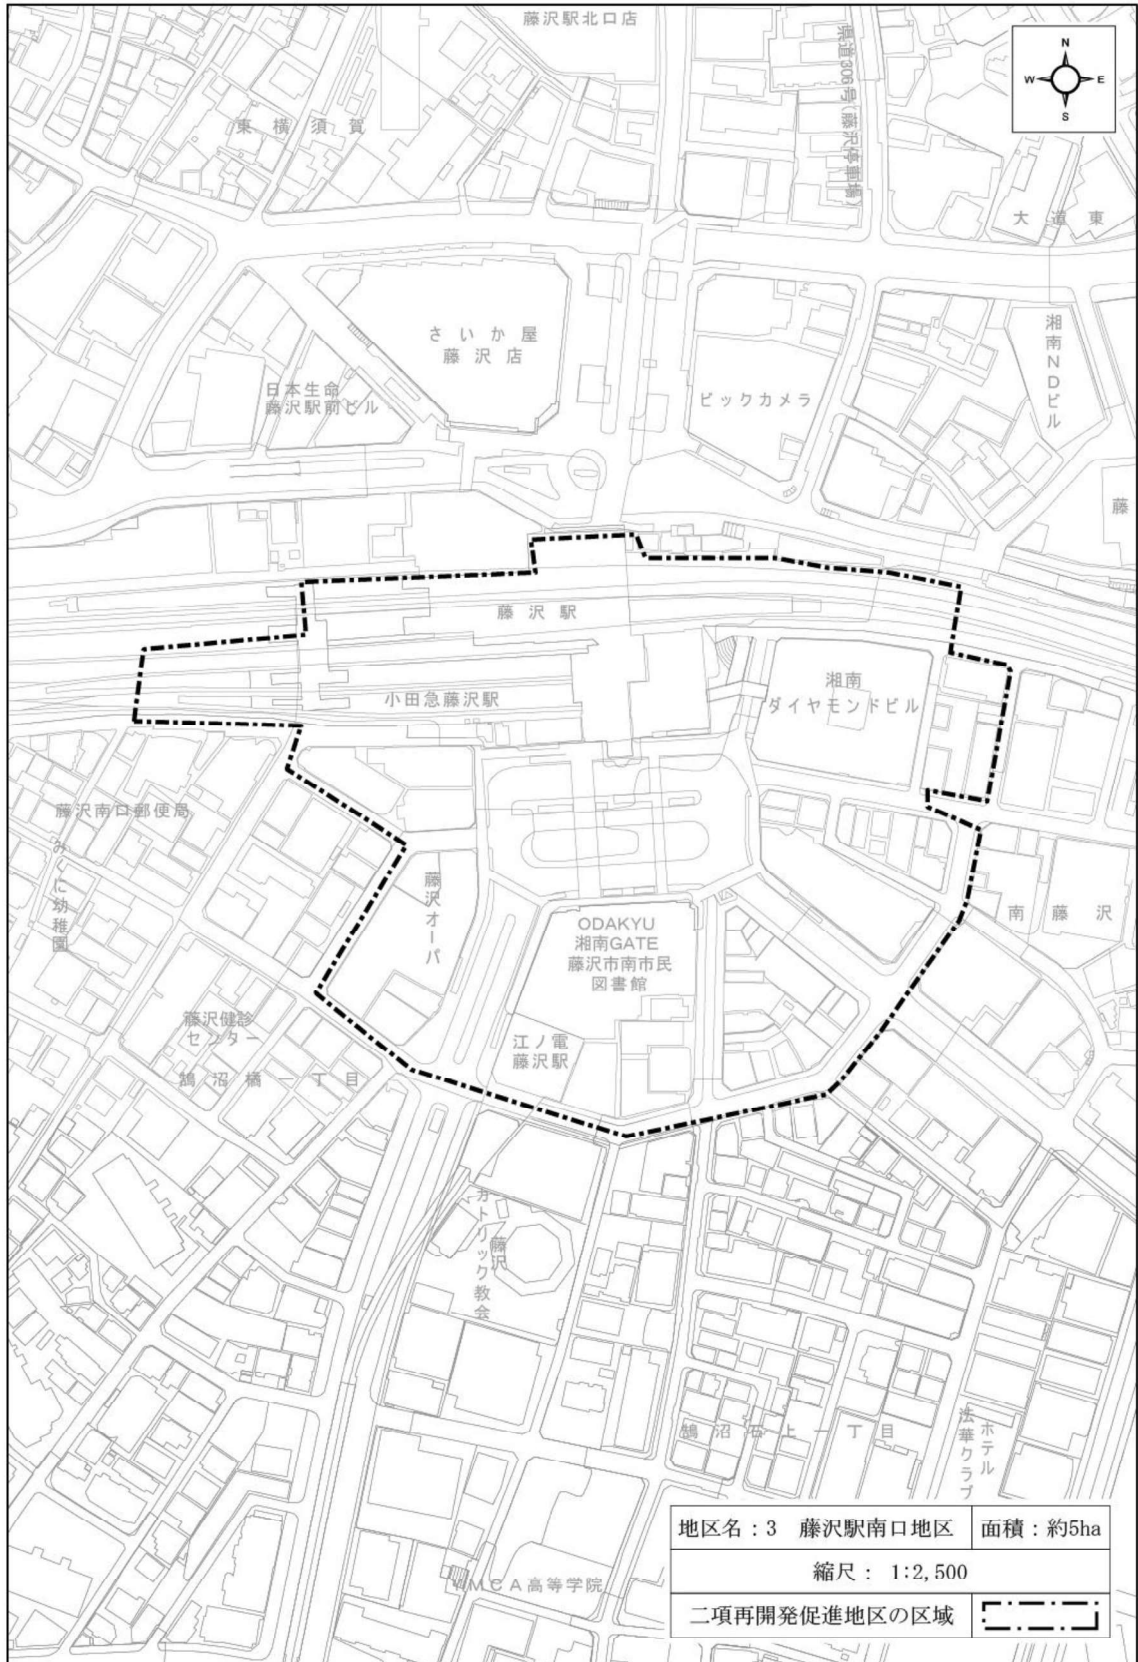 藤沢駅北口店
県道306号(藤沢停車場)
N
W
E
S
東横須賀
大道東
さいか屋
藤沢店
湘南NDビル
日本生命
藤沢駅前ビル
ビックカメラ
藤
藤沢駅
小田急藤沢駅
湘南
ダイヤモンドビル
藤沢南口郵便局
みくに幼稚園
藤沢オーパ
ODAKYU
湘南GATE
藤沢市南市民
図書館
南藤沢
藤沢健診
センター
江ノ電
藤沢駅
鵠沼橘一丁目
藤沢
カトリック教会
鵠沼石上一丁目
ホテル
法華クラブ
YMCA高等学院
地区名：3 藤沢駅南口地区
面積：約5ha
縮尺： 1:2,500
二項再開発促進地区の区域